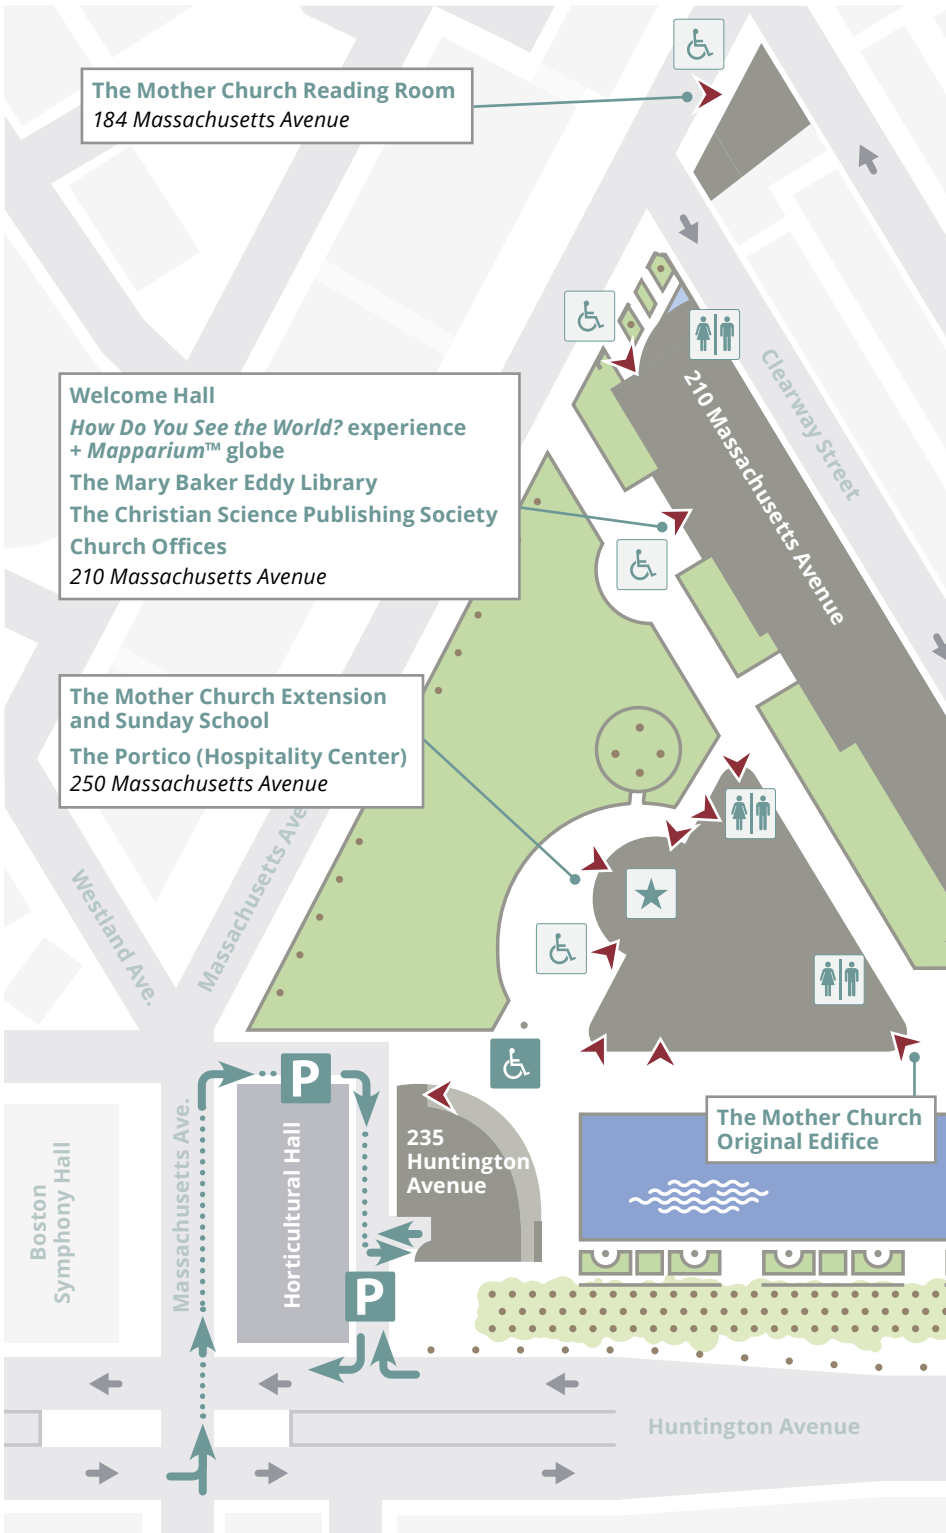 The Mother Church Reading Room
184 Massachusetts Avenue
Welcome Hall
How Do You See the World? experience
+ Mapparium™ globe
The Mary Baker Eddy Library
The Christian Science Publishing Society
Church Offices
210 Massachusetts Avenue
210 Massachusetts Avenue
Clearway Street
The Mother Church Extension
and Sunday School
The Portico (Hospitality Center)
250 Massachusetts Avenue
Westland Ave.
Massachusetts Ave
P
235
Huntington
Avenue
The Mother Church
Original Edifice
Boston
Symphony Hall
Massachusetts Ave.
Horticultural Hall
P
Huntington Avenue